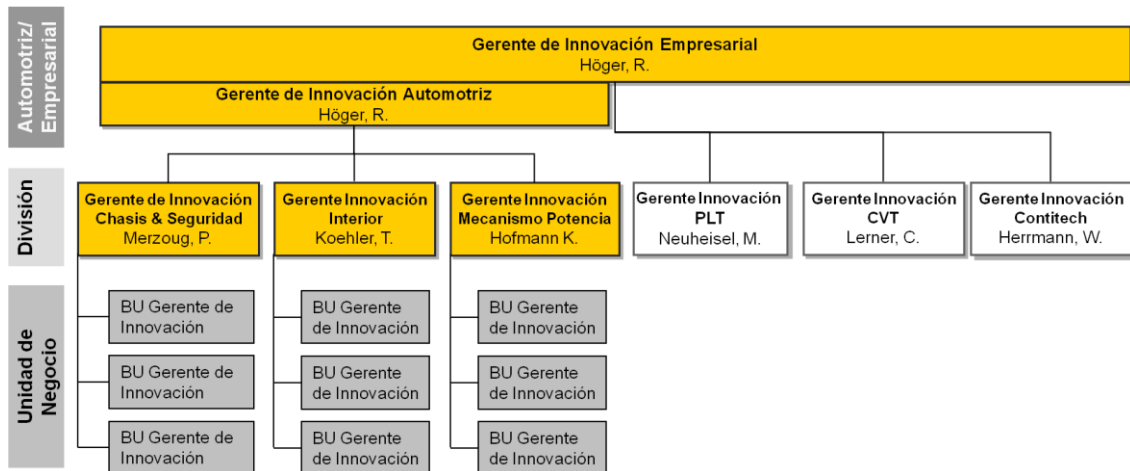 Automotriz/
Empresarial
Gerente de Innovación Empresarial
Höger, R.
Gerente de Innovación Automotriz
Höger, R.
División
Gerente de Innovación
Chasis & Seguridad
Merzoug, P.
Gerente Innovación
Interior
Koehler, T.
Gerente Innovación
Mecanismo Potencia
Hofmann K.
Gerente Innovación
PLT
Neuheisel, M.
Gerente Innovación
CVT
Lerner, C.
Gerente Innovación
Contitech
Herrmann, W.
Unidad de
Negocio
BU Gerente de
Innovación
BU Gerente
de Innovación
BU Gerente
de Innovación
BU Gerente de
Innovación
BU Gerente
de Innovación
BU Gerente
de Innovación
BU Gerente de
Innovación
BU Gerente
de Innovación
BU Gerente
de Innovación